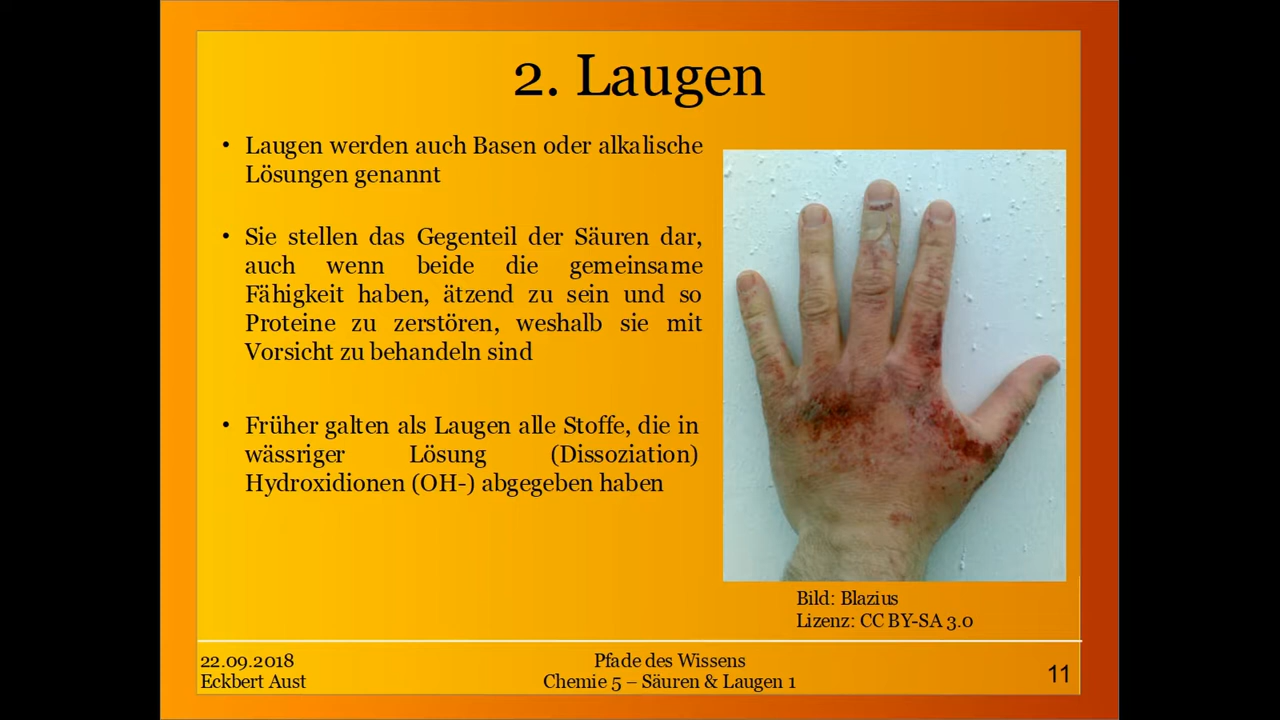 2. Laugen
• Laugen werden auch Basen oder alkalische
Lösungen genannt
• Sie stellen das Gegenteil der Säuren dar,
auch wenn beide die gemeinsame
Fähigkeit haben, ätzend zu sein und so
Proteine zu zerstören, weshalb sie mit
Vorsicht zu behandeln sind
• Früher galten als Laugen alle Stoffe, die in
wässriger Lösung (Dissoziation)
Hydroxidionen (OH-) abgegeben haben
Bild: Blazius
Lizenz: CC BY-SA 3.0
22.09.2018
Eckbert Aust
Pfade des Wissens
Chemie 5 – Säuren & Laugen 1
11